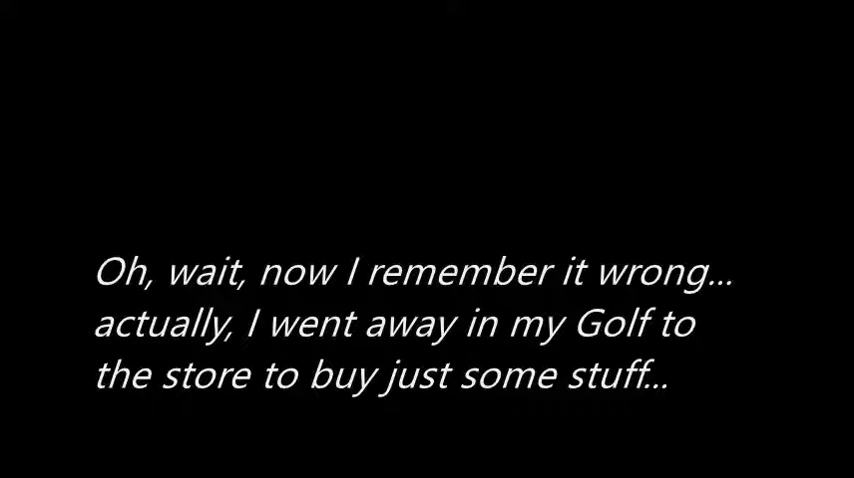 Oh, wait, now I remember it wrong...
actually, I went away in my Golf to
the store to buy just some stuff...